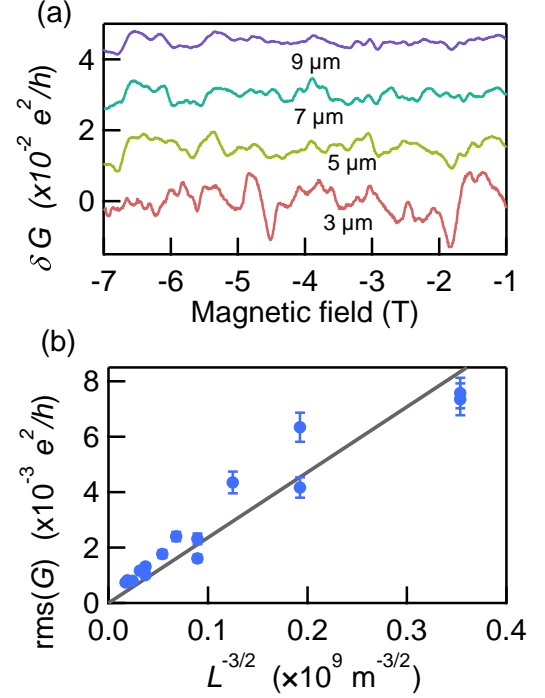 (a)
4
2
0
δ G (x10⁻² e²/h)
9 µm
7 µm
5 µm
3 µm
-7 -6 -5 -4 -3 -2 -1
Magnetic field (T)
(b)
8
6
4
2
0
rms(G) (x10⁻³ e²/h)
0.0 0.1 0.2 0.3 0.4
L⁻³ᐟ² (×10⁹ m⁻³ᐟ²)